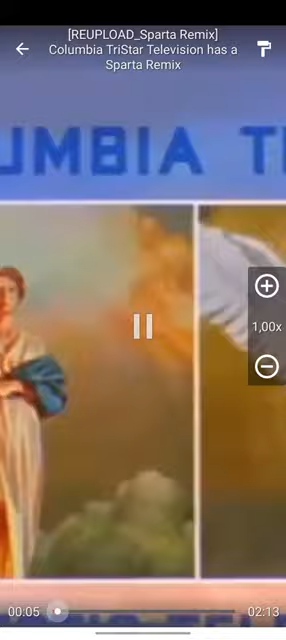 [REUPLOAD_Sparta Remix]
Columbia TriStar Television has a
Sparta Remix
UMBIA T
1,00x
00:05
02:13